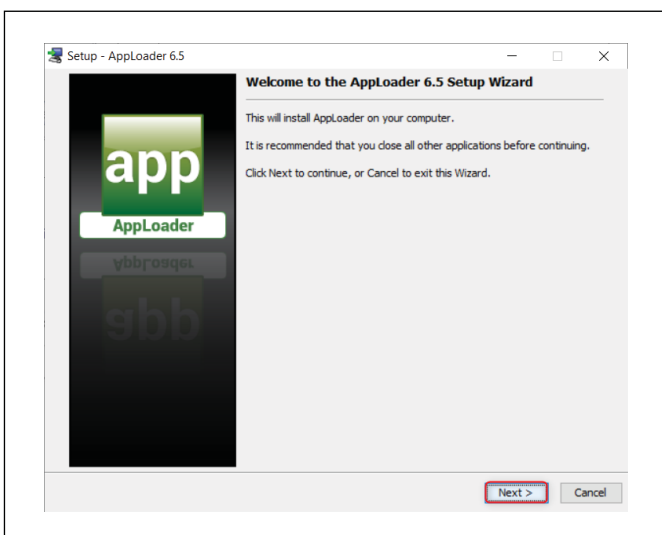 Setup - AppLoader 6.5
Welcome to the AppLoader 6.5 Setup Wizard
This will install AppLoader on your computer.
It is recommended that you close all other applications before continuing.
Click Next to continue, or Cancel to exit this Wizard.
app
AppLoader
AppLoader
app
Next >
Cancel